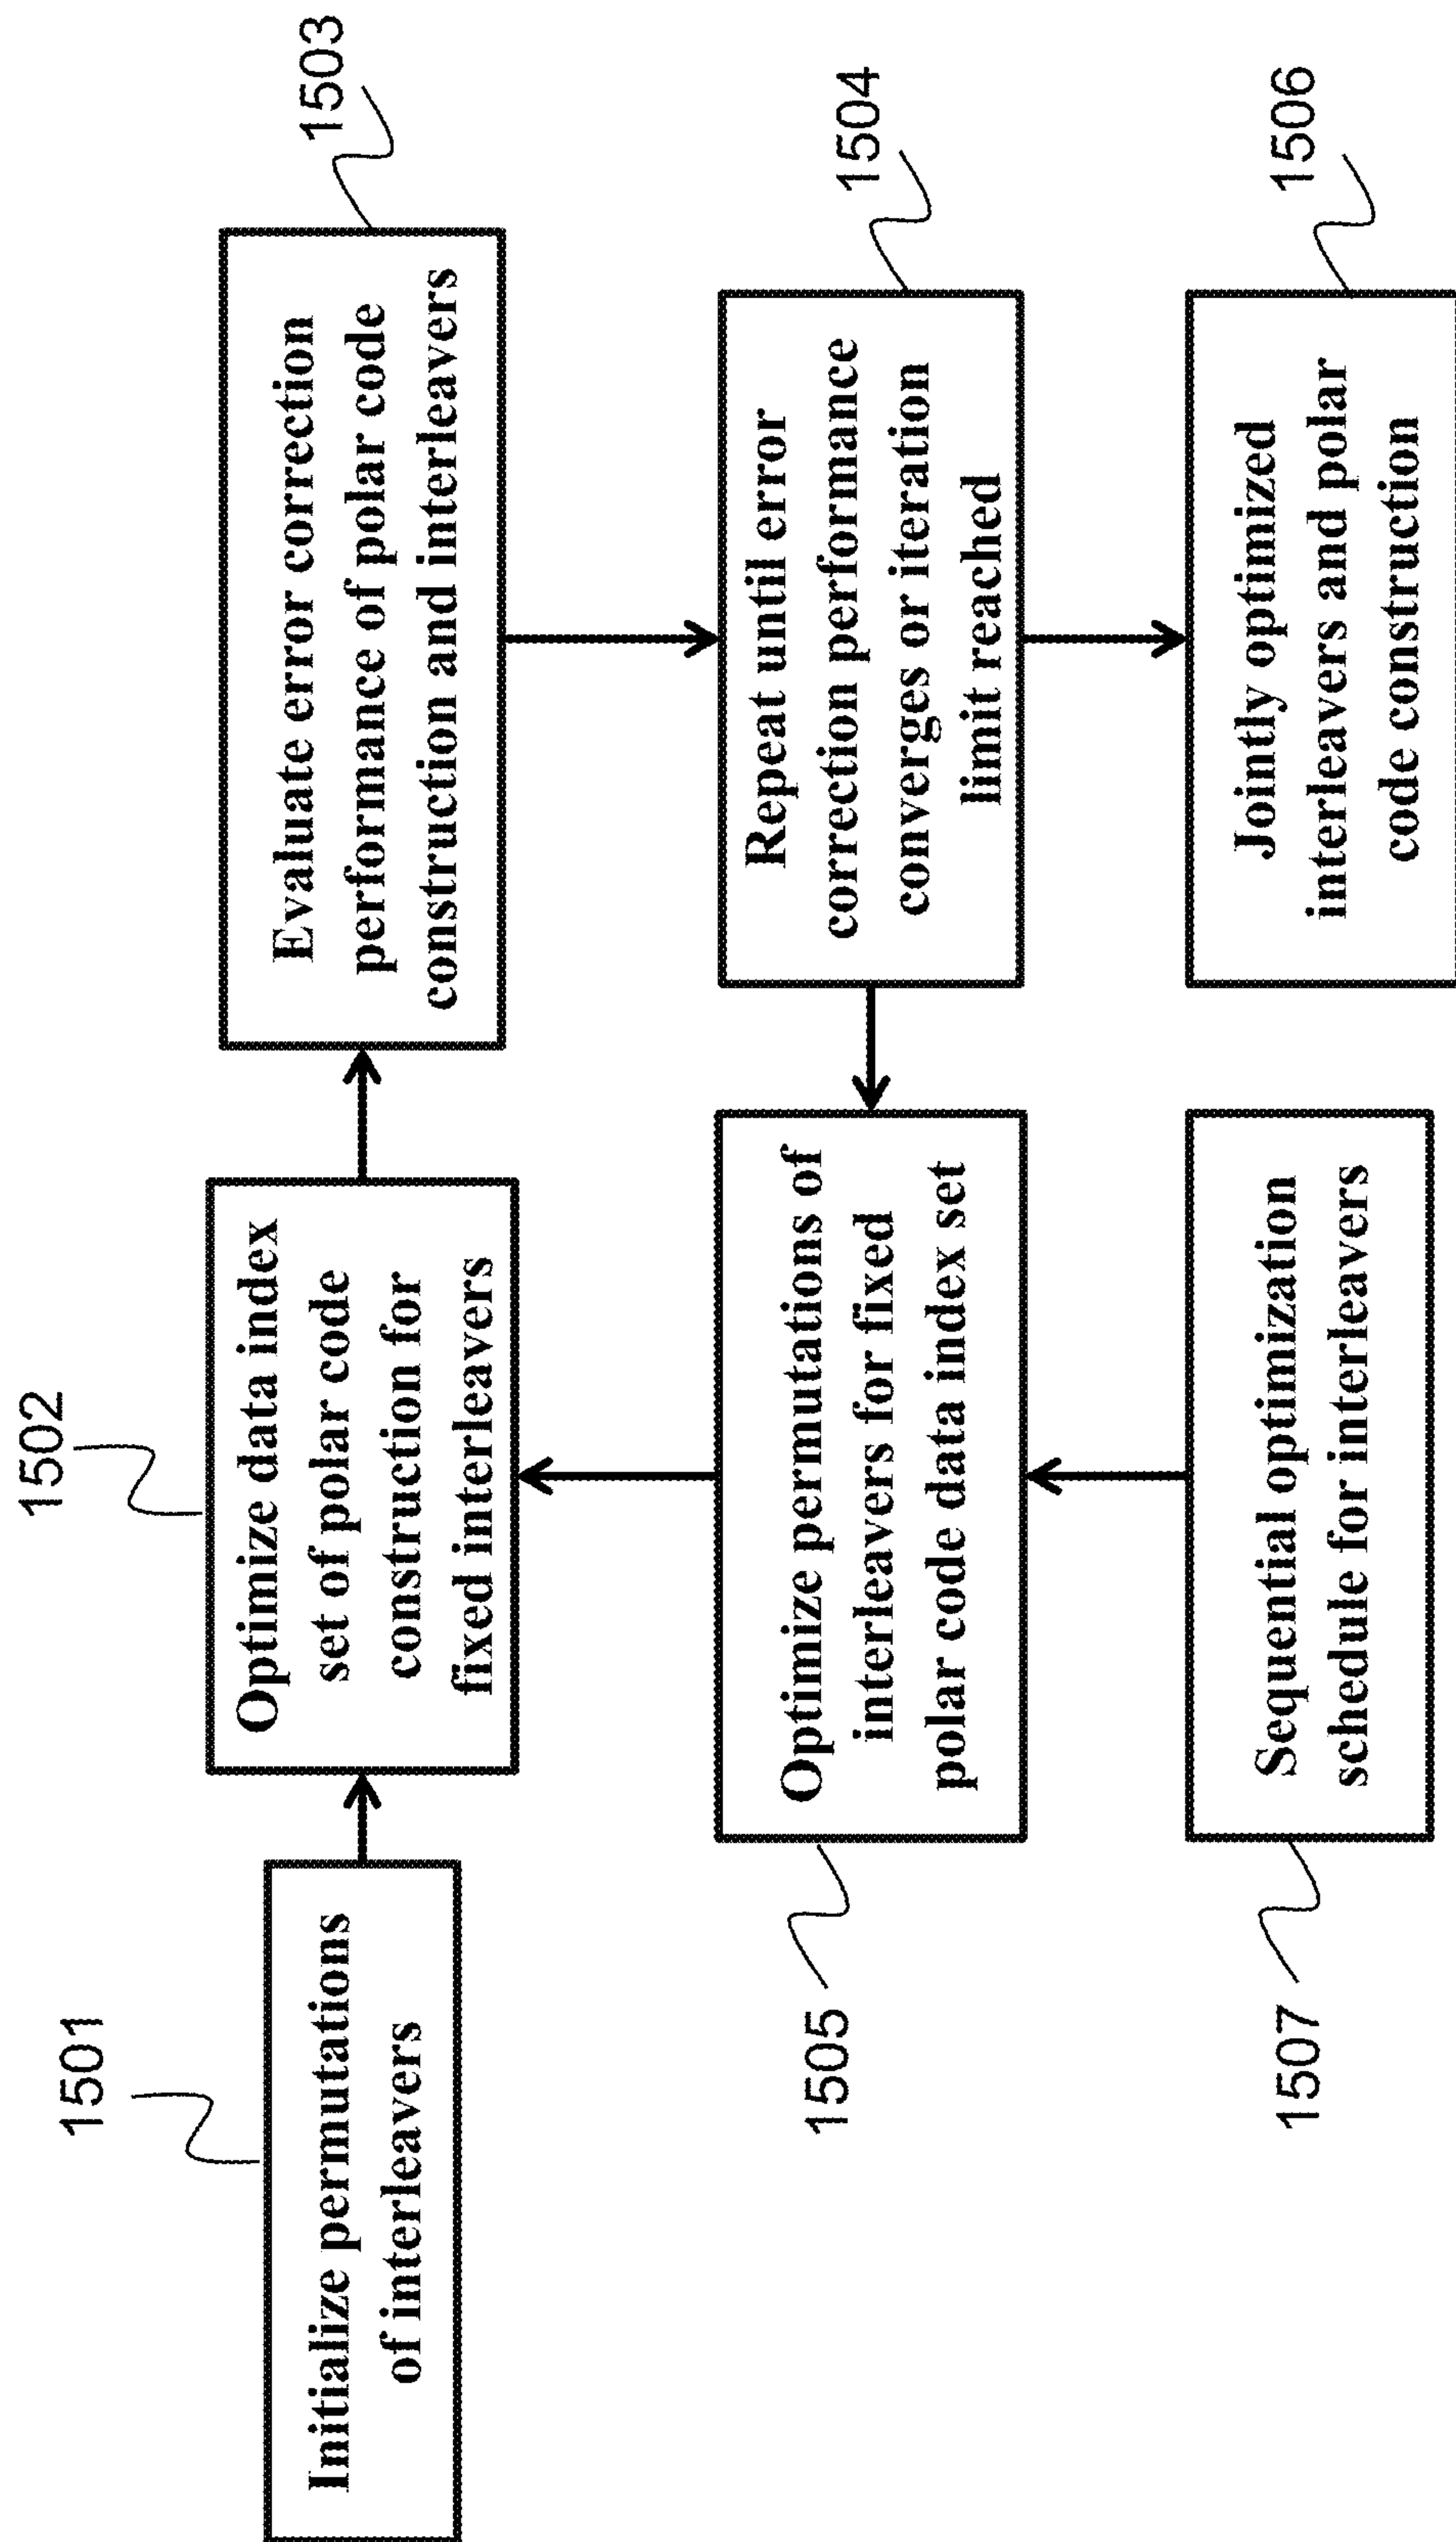 1501
Initialize permutations
of interleavers
1502
Optimize data index
set of polar code
construction for
fixed interleavers
1503
Evaluate error correction
performance of polar code
construction and interleavers
1504
Repeat until error
correction performance
converges or iteration
limit reached
1505
Optimize permutations of
interleavers for fixed
polar code data index set
1506
Jointly optimized
interleavers and polar
code construction
1507
Sequential optimization
schedule for interleavers